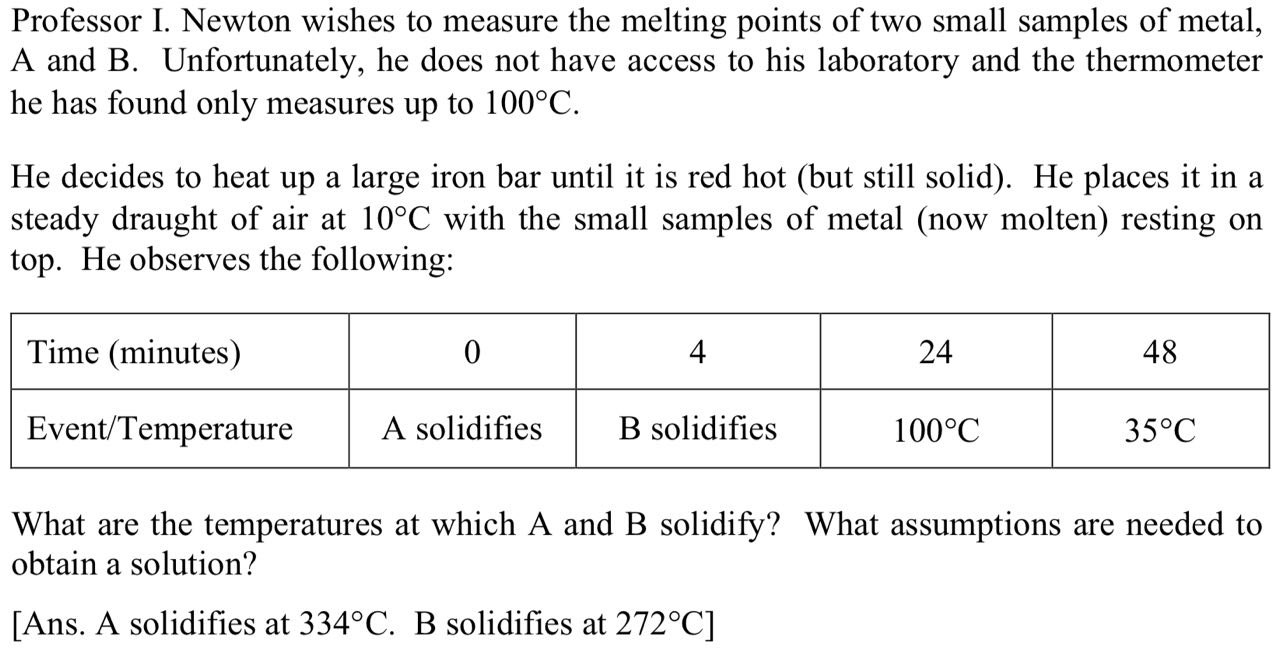 Professor I. Newton wishes to measure the melting points of two small samples of metal,
A and B. Unfortunately, he does not have access to his laboratory and the thermometer
he has found only measures up to 100°C.
He decides to heat up a large iron bar until it is red hot (but still solid). He places it in a
steady draught of air at 10°C with the small samples of metal (now molten) resting on
top. He observes the following:
Time (minutes) 0 4 24 48
Event/Temperature A solidifies B solidifies 100°C 35°C
What are the temperatures at which A and B solidify? What assumptions are needed to
obtain a solution?
[Ans. A solidifies at 334°C. B solidifies at 272°C]